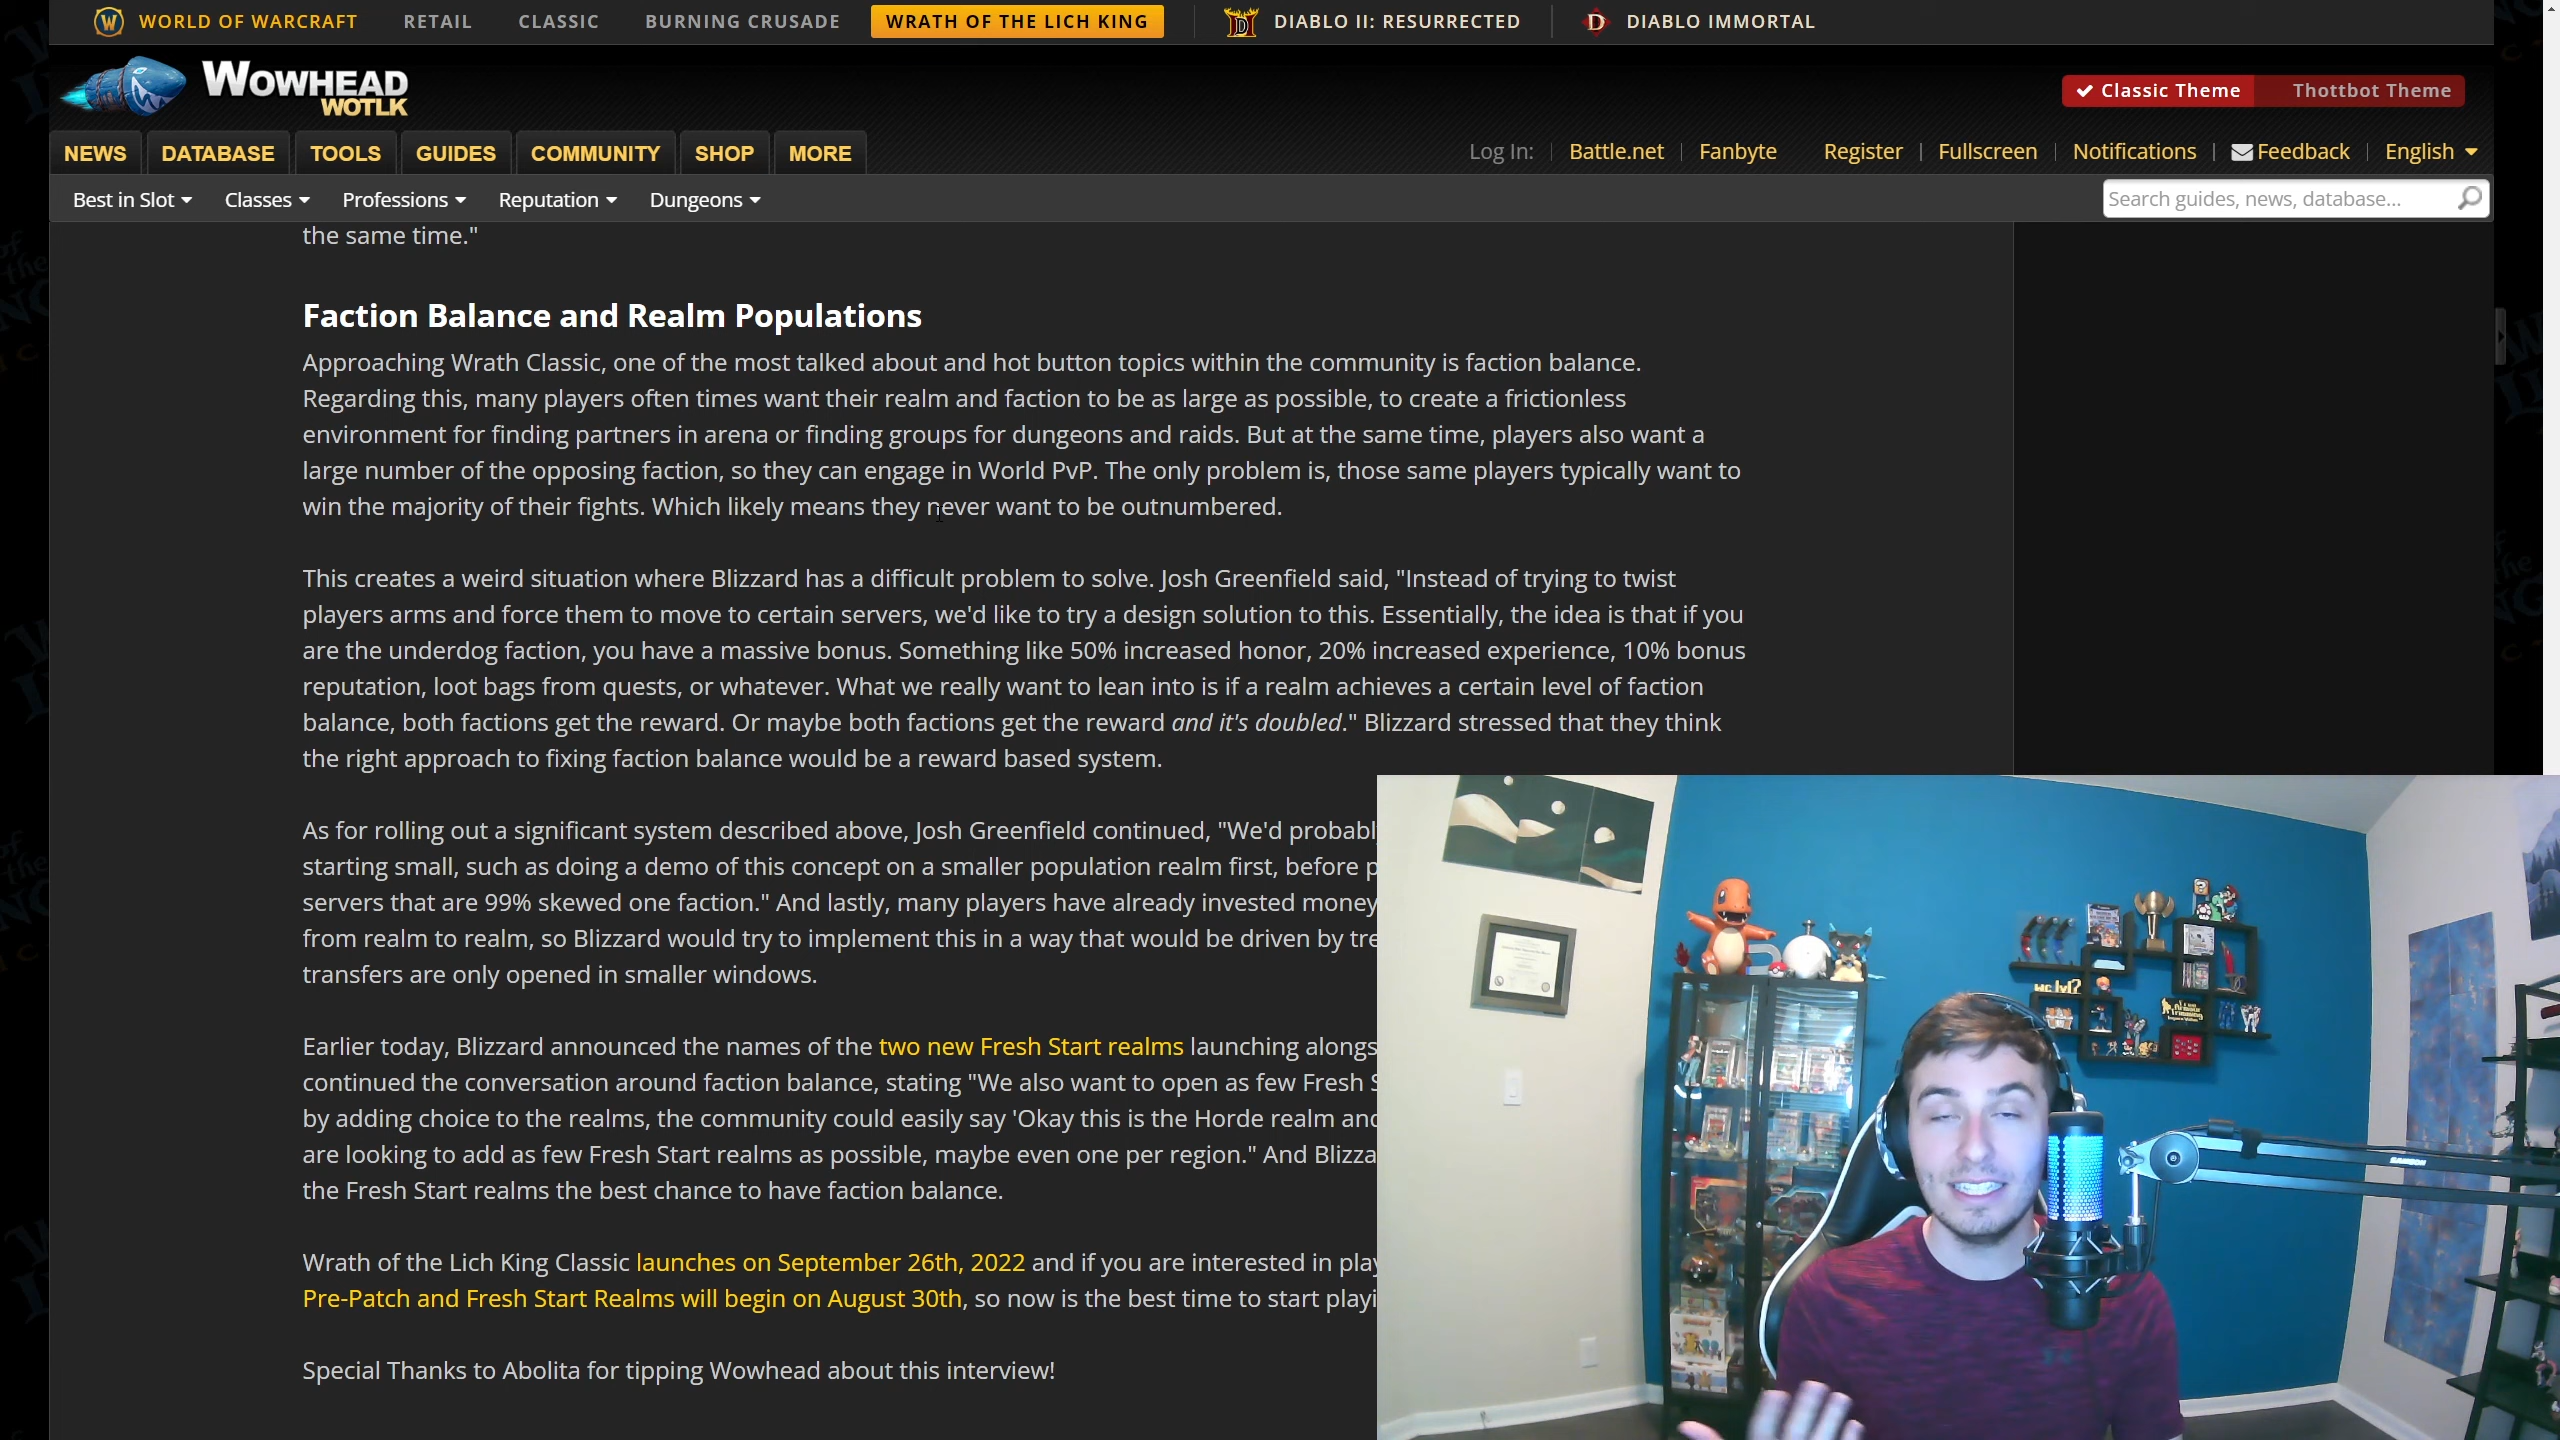 WORLD OF WARCRAFT RETAIL CLASSIC BURNING CRUSADE WRATH OF THE LICH KING DIABLO II: RESURRECTED DIABLO IMMORTAL
WOWHEAD
WOTLK
Classic Theme Thottbot Theme
NEWS DATABASE TOOLS GUIDES COMMUNITY SHOP MORE
Log In: Battle.net Fanbyte Register Fullscreen Notifications Feedback English
Best in Slot Classes Professions Reputation Dungeons
Search guides, news, database...
the same time."
Faction Balance and Realm Populations
Approaching Wrath Classic, one of the most talked about and hot button topics within the community is faction balance.
Regarding this, many players often times want their realm and faction to be as large as possible, to create a frictionless
environment for finding partners in arena or finding groups for dungeons and raids. But at the same time, players also want a
large number of the opposing faction, so they can engage in World PvP. The only problem is, those same players typically want to
win the majority of their fights. Which likely means they never want to be outnumbered.
This creates a weird situation where Blizzard has a difficult problem to solve. Josh Greenfield said, "Instead of trying to twist
players arms and force them to move to certain servers, we'd like to try a design solution to this. Essentially, the idea is that if you
are the underdog faction, you have a massive bonus. Something like 50% increased honor, 20% increased experience, 10% bonus
reputation, loot bags from quests, or whatever. What we really want to lean into is if a realm achieves a certain level of faction
balance, both factions get the reward. Or maybe both factions get the reward and it's doubled." Blizzard stressed that they think
the right approach to fixing faction balance would be a reward based system.
As for rolling out a significant system described above, Josh Greenfield continued, "We'd probabl
starting small, such as doing a demo of this concept on a smaller population realm first, before p
servers that are 99% skewed one faction." And lastly, many players have already invested money
from realm to realm, so Blizzard would try to implement this in a way that would be driven by tre
transfers are only opened in smaller windows.
Earlier today, Blizzard announced the names of the two new Fresh Start realms launching alongs
continued the conversation around faction balance, stating "We also want to open as few Fresh S
by adding choice to the realms, the community could easily say 'Okay this is the Horde realm and
are looking to add as few Fresh Start realms as possible, maybe even one per region." And Blizza
the Fresh Start realms the best chance to have faction balance.
Wrath of the Lich King Classic launches on September 26th, 2022 and if you are interested in play
Pre-Patch and Fresh Start Realms will begin on August 30th, so now is the best time to start playi
Special Thanks to Abolita for tipping Wowhead about this interview!
wc lvl?
SAMSON